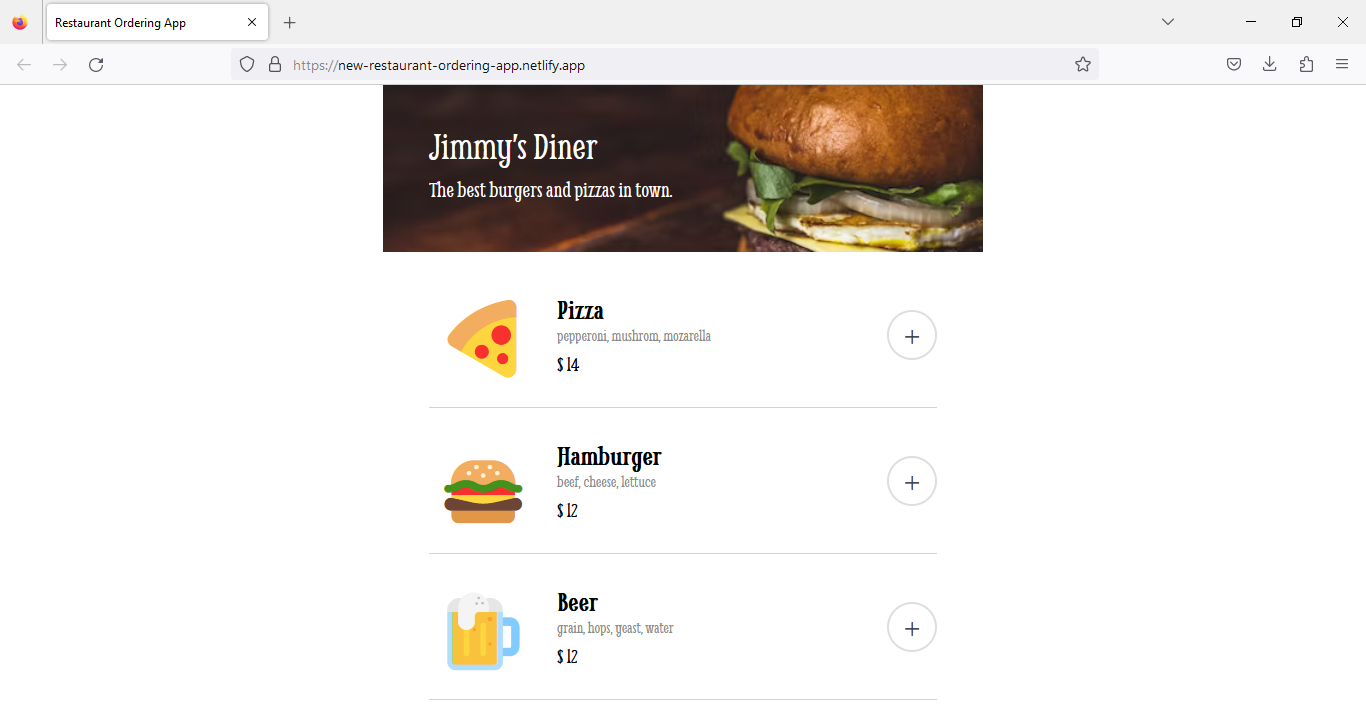 Restaurant Ordering App
https://new-restaurant-ordering-app.netlify.app
Jimmy's Diner
The best burgers and pizzas in town.
Pizza
pepperoni, mushrom, mozarella
$ 14
Hamburger
beef, cheese, lettuce
$ 12
Beer
grain, hops, yeast, water
$ 12